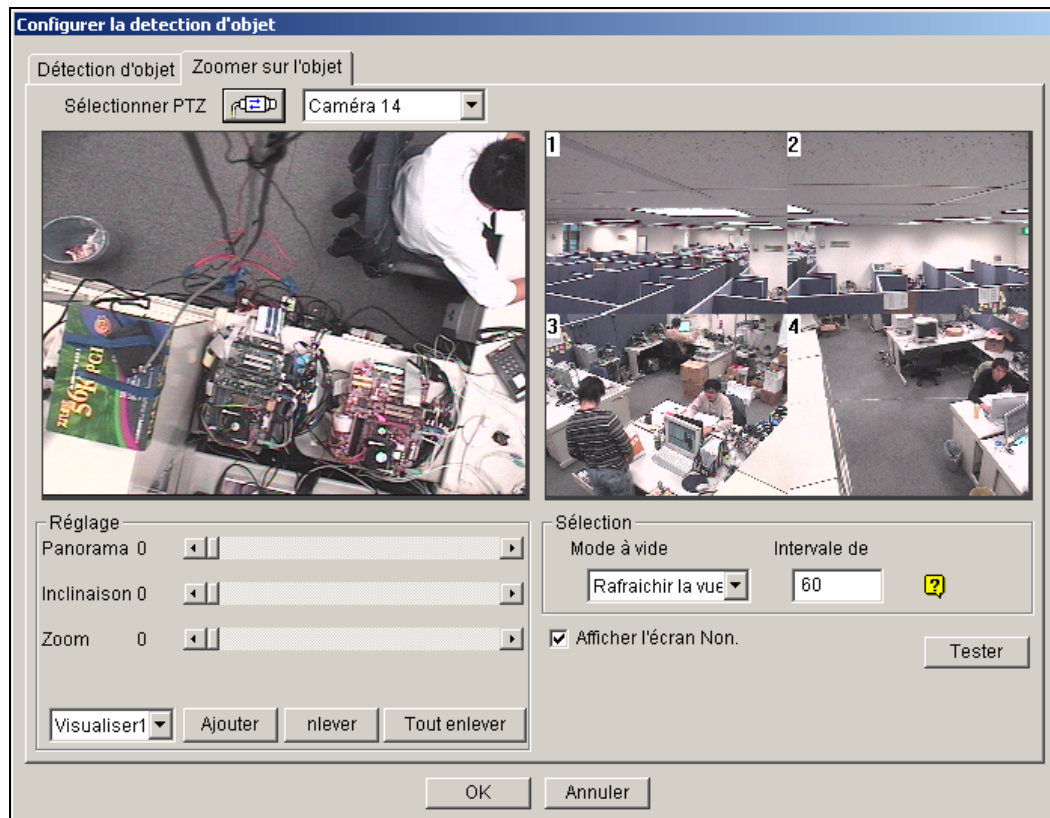 Configurer la detection d'objet
Détection d'objet Zoomer sur l'objet
Sélectionner PTZ Caméra 14
1 2
3 4
56K PCI
Réglage
Panorama 0
Inclinaison 0
Zoom 0
Visualiser1 Ajouter nlever Tout enlever
Sélection
Mode à vide Intervale de
Rafraichir la vue 60 ?
Afficher l'écran Non.
Tester
OK Annuler